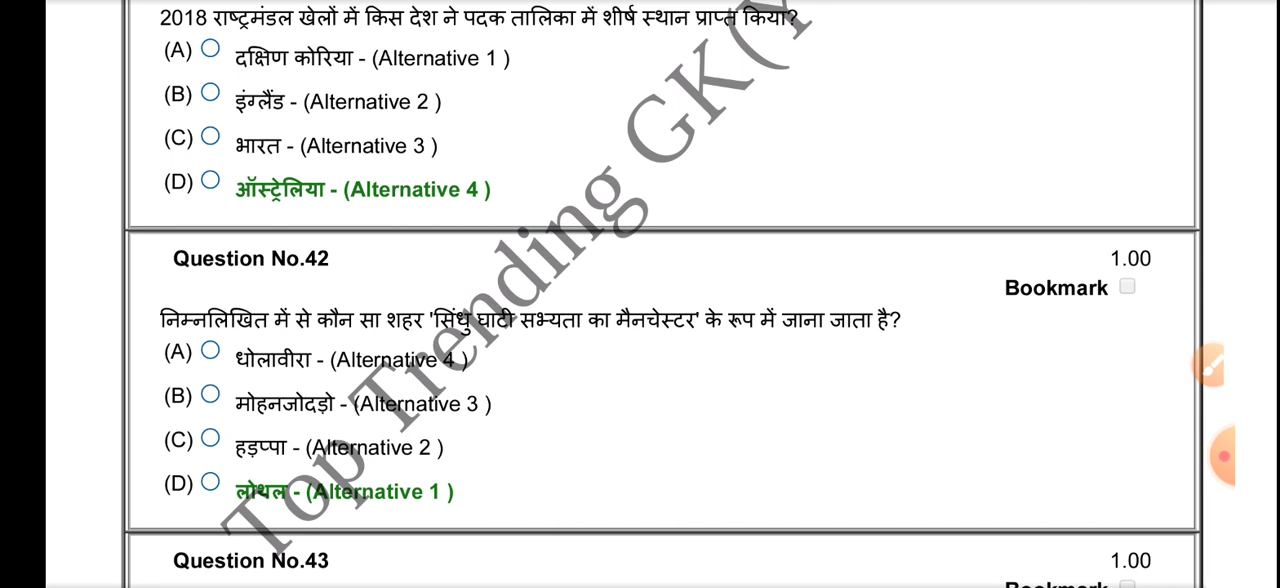 2018 राष्ट्रमंडल खेलों में किस देश ने पदक तालिका में शीर्ष स्थान प्राप्त किया?
(A) दक्षिण कोरिया - (Alternative 1 )
(B) इंग्लैंड - (Alternative 2 )
(C) भारत - (Alternative 3 )
(D) ऑस्ट्रेलिया - (Alternative 4 )
Question No.42 1.00
Bookmark
निम्नलिखित में से कौन सा शहर 'सिंधु घाटी सभ्यता का मैनचेस्टर' के रूप में जाना जाता है?
(A) धोलावीरा - (Alternative 4 )
(B) मोहनजोदड़ो - (Alternative 3 )
(C) हड़प्पा - (Alternative 2 )
(D) लोथल - (Alternative 1 )
Question No.43 1.00
Bookmark
Top Trending GK(Y